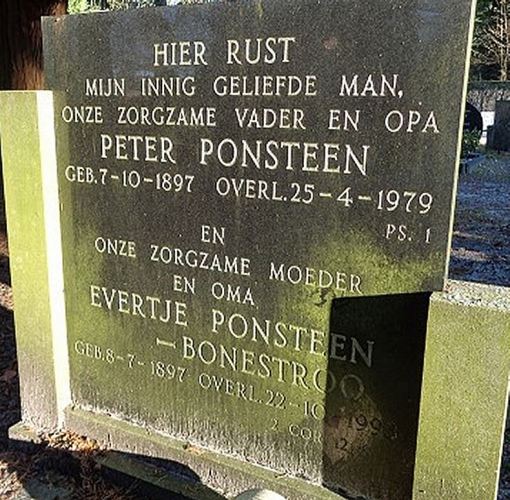 HIER RUST
MIJN INNIG GELIEFDE MAN,
ONZE ZORGZAME VADER EN OPA
PETER PONSTEEN
GEB. 7-10-1897 OVERL. 25-4-1979
PS. 1
EN
ONZE ZORGZAME MOEDER
EN OMA
EVERTJE PONSTEEN
-BONESTROO
GEB. 8-7-1897 OVERL. 22-10
2 COR